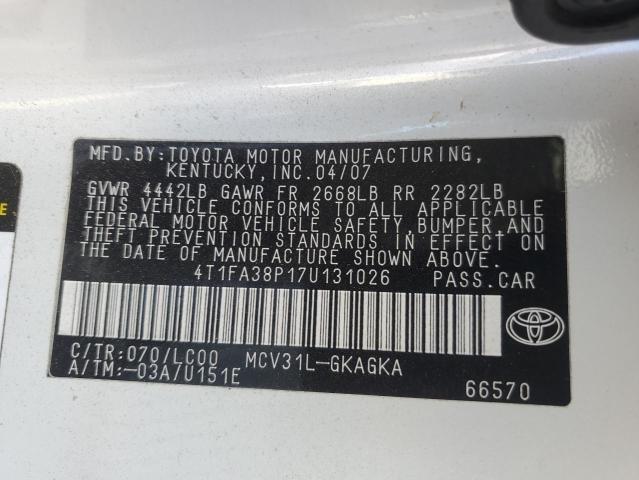 MFD.BY:TOYOTA MOTOR MANUFACTURING,
KENTUCKY,INC.04/07
GVWR 4442LB GAWR FR 2668LB RR 2282LB
THIS VEHICLE CONFORMS TO ALL APPLICABLE
FEDERAL MOTOR VEHICLE SAFETY,BUMPER,AND
THEFT PREVENTION STANDARDS IN EFFECT ON
THE DATE OF MANUFACTURE SHOWN ABOVE.
4T1FA38P17U131026 PASS.CAR
C/TR:070/LC00 MCV31L-GKAGKA
A/TM:-03A/U151E
66570